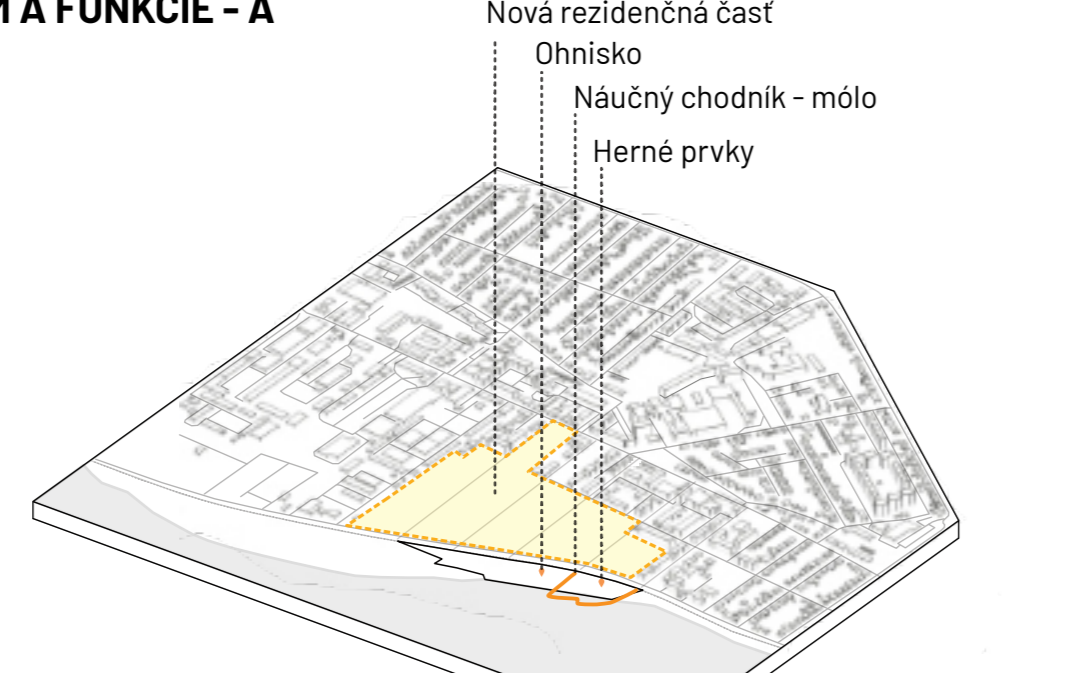 A FUNKCIE - A
Nová rezidenčná časť
Ohnisko
Náučný chodník - mólo
Herné prvky